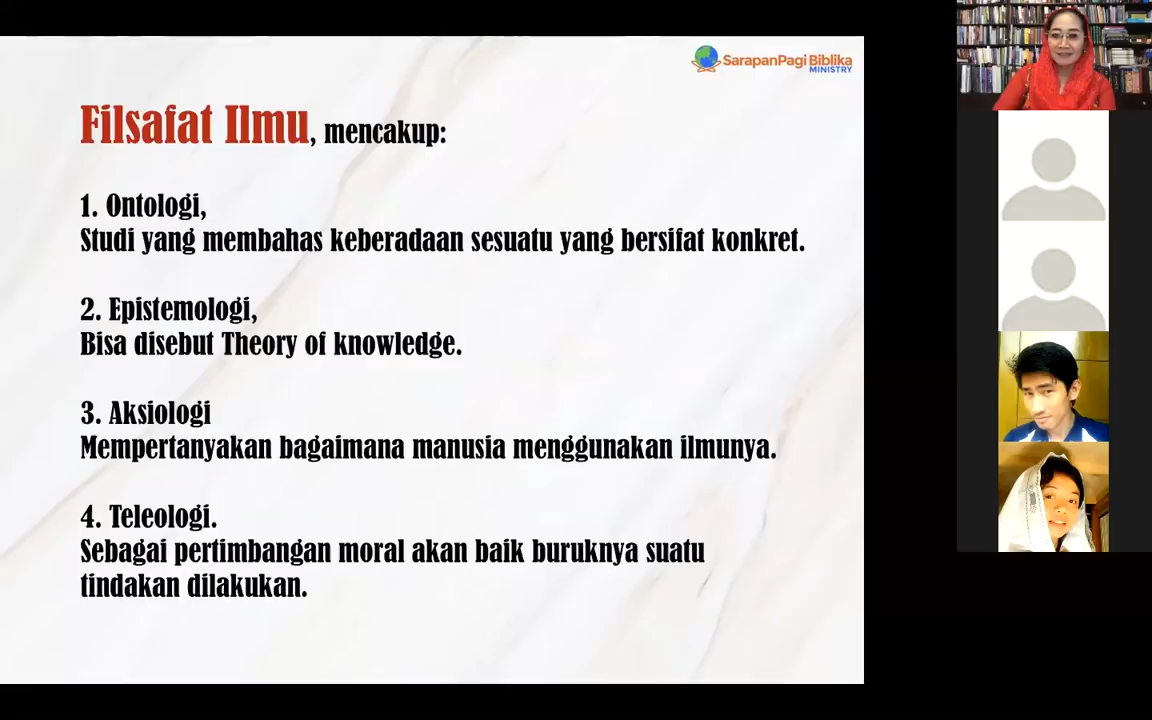 SarapanPagi Biblika
MINISTRY
Filsafat Ilmu, mencakup:
1. Ontologi,
Studi yang membahas keberadaan sesuatu yang bersifat konkret.
2. Epistemologi,
Bisa disebut Theory of knowledge.
3. Aksiologi
Mempertanyakan bagaimana manusia menggunakan ilmunya.
4. Teleologi.
Sebagai pertimbangan moral akan baik buruknya suatu
tindakan dilakukan.